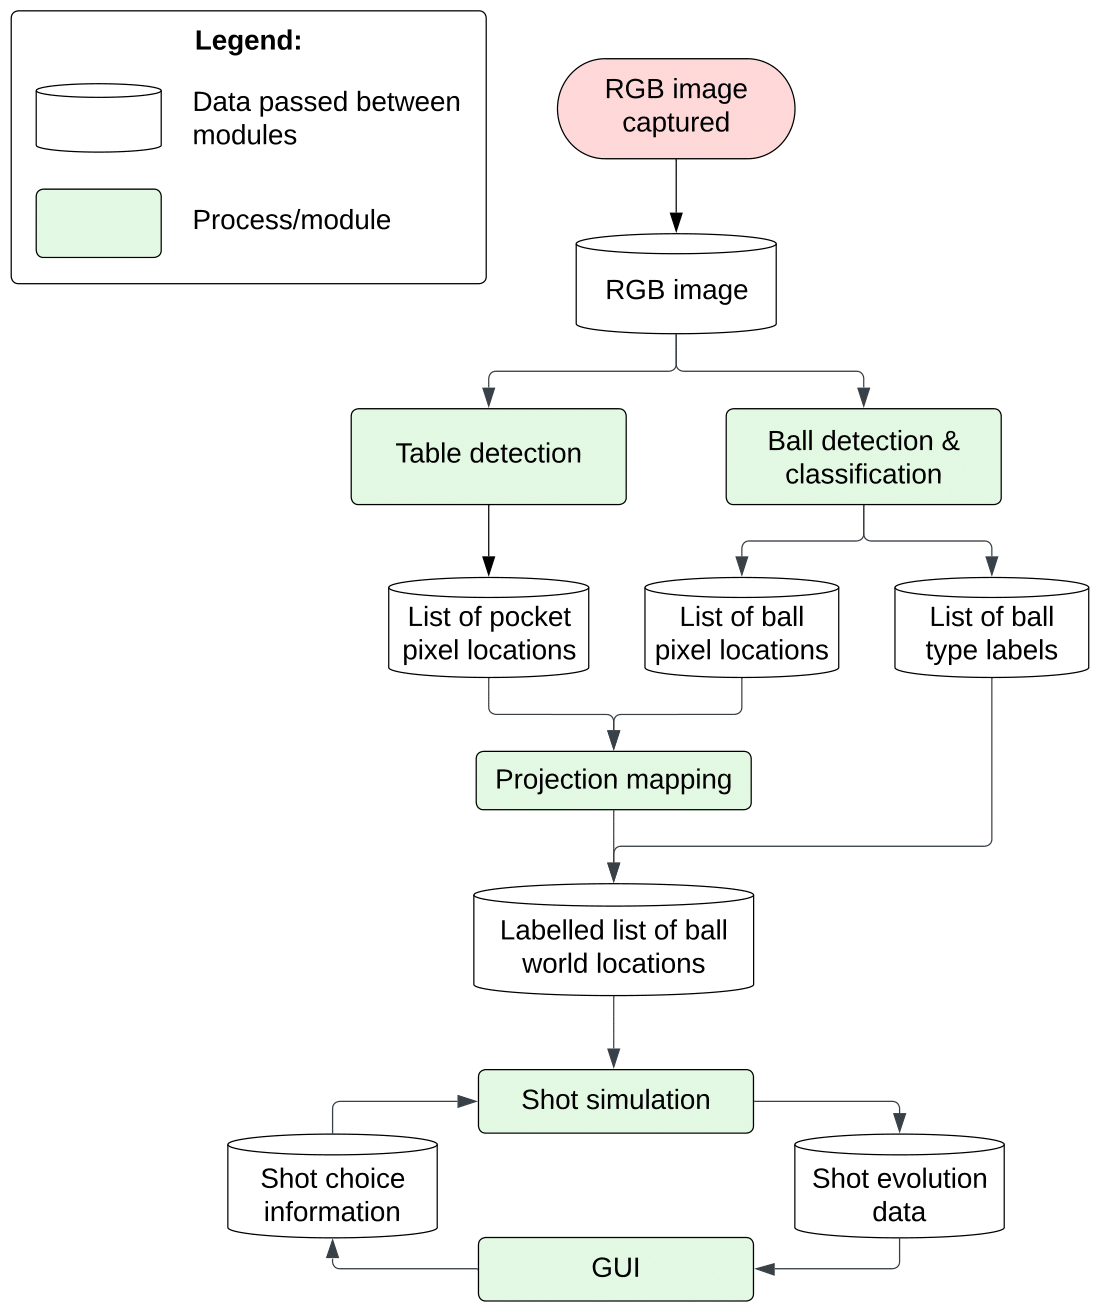 Legend:
Data passed between
modules
Process/module
RGB image
captured
RGB image
Table detection
Ball detection &
classification
List of pocket
pixel locations
List of ball
pixel locations
List of ball
type labels
Projection mapping
Labelled list of ball
world locations
Shot simulation
Shot choice
information
Shot evolution
data
GUI